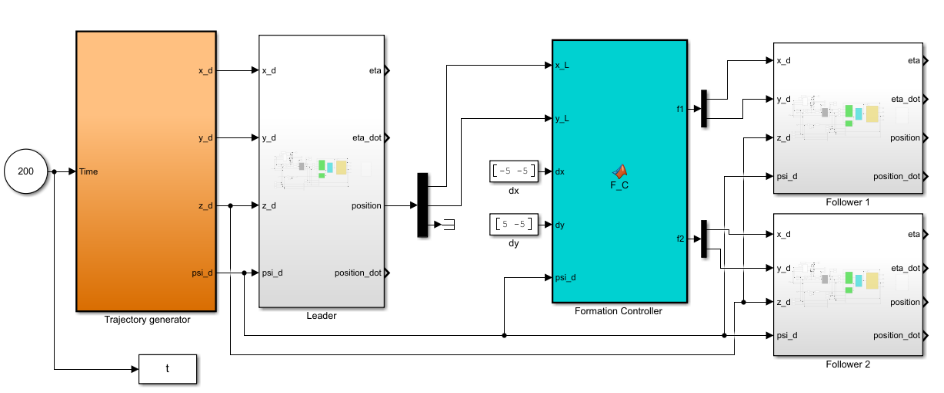 200
Time
x_d
y_d
z_d
psi_d
Trajectory generator
t
x_d
y_d
z_d
psi_d
eta
eta_dot
position
position_dot
Leader
[-5 -5]
dx
[5 -5]
dy
x_L
y_L
dx
dy
psi_d
F_C
f1
f2
Formation Controller
x_d
y_d
z_d
psi_d
eta
eta_dot
position
position_dot
Follower 1
x_d
y_d
z_d
psi_d
eta
eta_dot
position
position_dot
Follower 2